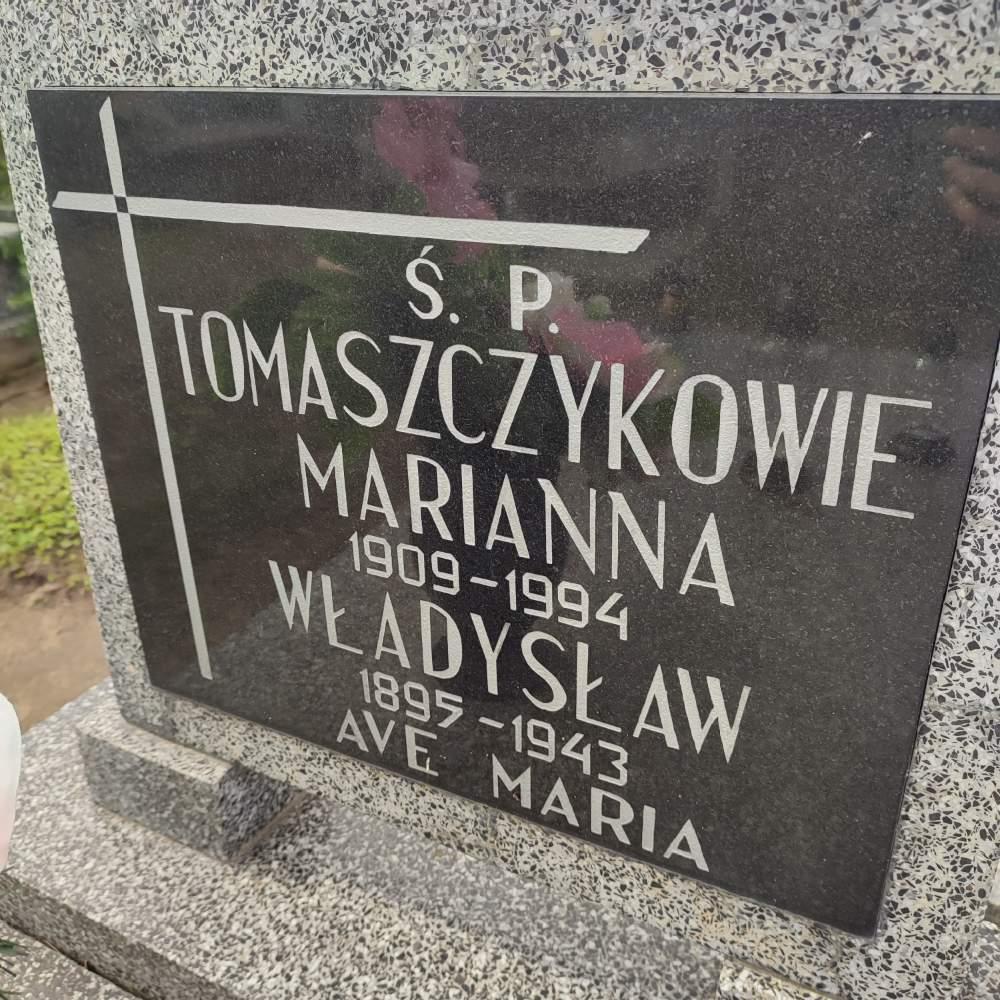 Ś. P.
TOMASZCZYKOWIE
MARIANNA
1909-1994
WŁADYSŁAW
1895-1943
AVE MARIA